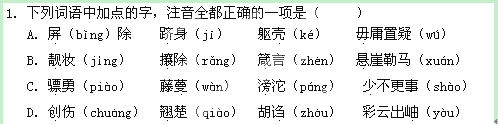 1. 下列词语中加点的字，注音全都正确的一项是（　　）
A. 屏（bìng）除　跻身（jí）　躯壳（ké）　毋庸置疑（wú）
B. 靓妆（jìng）　攘除（rǎng）　箴言（zhēn）　悬崖勒马（xuán）
C. 骠勇（piào）　藤蔓（wàn）　滂沱（páng）　少不更事（shào）
D. 创伤（chuāng）　翘楚（qiào）　胡诌（zhōu）　彩云出岫（yòu）